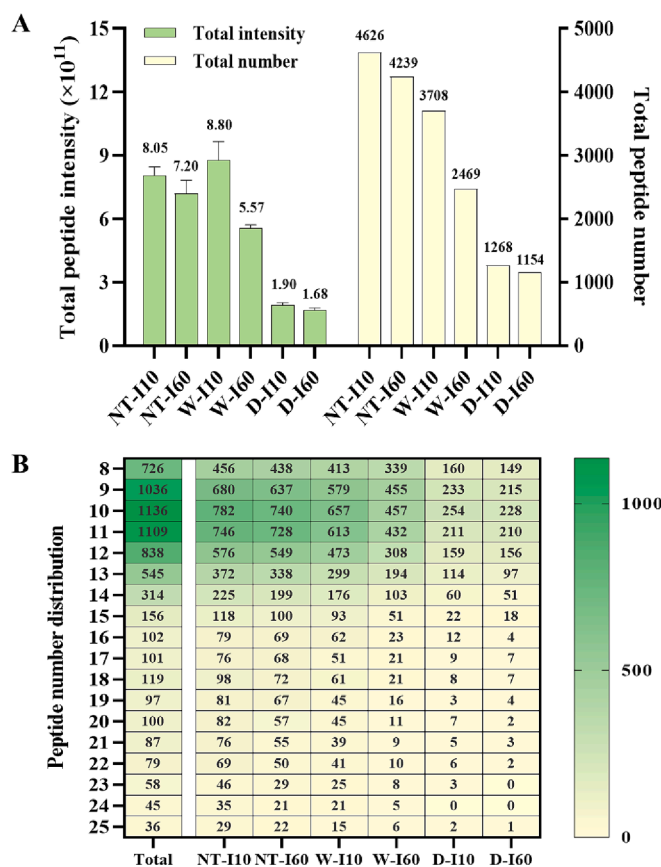 A
Total peptide intensity (×10¹¹)
15
12
9
6
3
0
Total intensity
Total number
8.05
7.20
8.80
5.57
1.90
1.68
4626
4239
3708
2469
1268
1154
5000
4000
3000
2000
1000
0
Total peptide number
NT-I10 NT-I60 W-I10 W-I60 D-I10 D-I60 NT-I10 NT-I60 W-I10 W-I60 D-I10 D-I60
B
Peptide number distribution
8 726 456 438 413 339 160 149
9 1036 680 637 579 455 233 215
10 1136 782 740 657 457 254 228
11 1109 746 728 613 432 211 210
12 838 576 549 473 308 159 156
13 545 372 338 299 194 114 97
14 314 225 199 176 103 60 51
15 156 118 100 93 51 22 18
16 102 79 69 62 23 12 4
17 101 76 68 51 21 9 7
18 119 98 72 61 21 8 7
19 97 81 67 45 16 3 4
20 100 82 57 45 11 7 2
21 87 76 55 39 9 5 3
22 79 69 50 41 10 6 2
23 58 46 29 25 8 3 0
24 45 35 21 21 5 0 0
25 36 29 22 15 6 2 1
Total NT-I10 NT-I60 W-I10 W-I60 D-I10 D-I60
1000
500
0